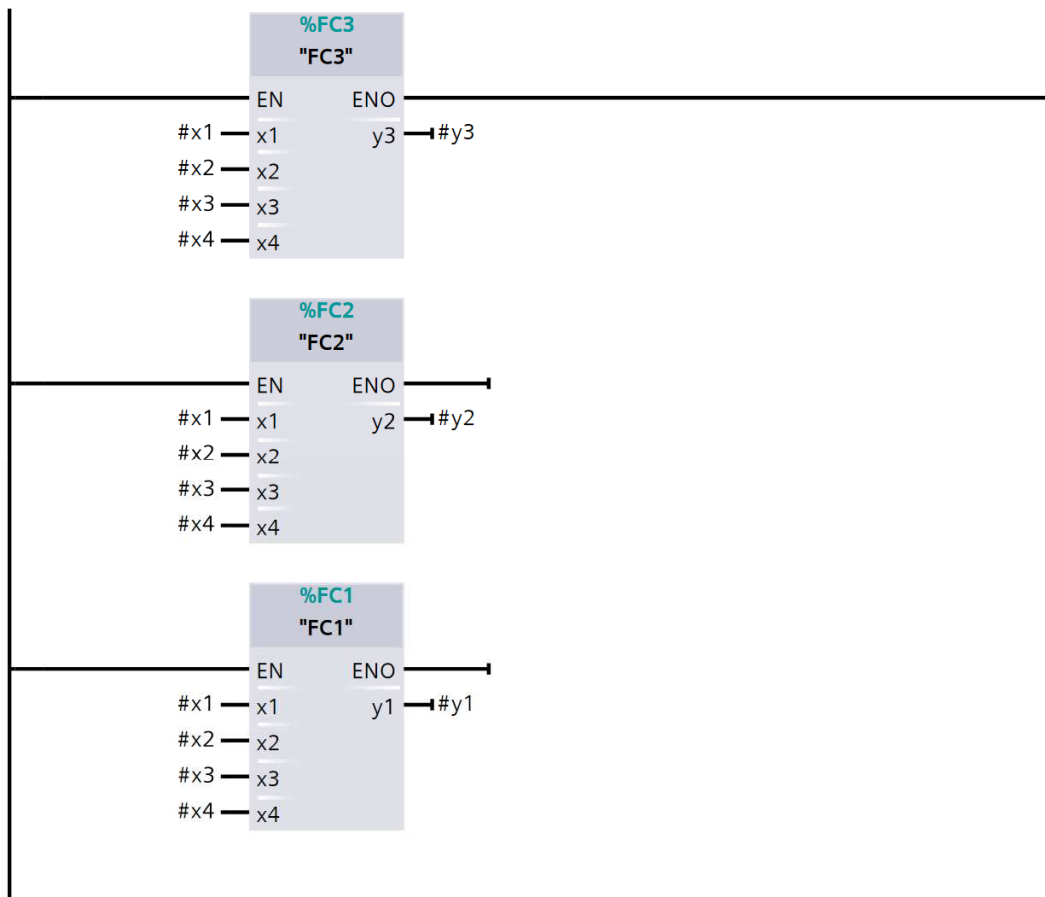 %FC3
"FC3"
EN ENO
#x1 x1 y3 #y3
#x2 x2
#x3 x3
#x4 x4
%FC2
"FC2"
EN ENO
#x1 x1 y2 #y2
#x2 x2
#x3 x3
#x4 x4
%FC1
"FC1"
EN ENO
#x1 x1 y1 #y1
#x2 x2
#x3 x3
#x4 x4